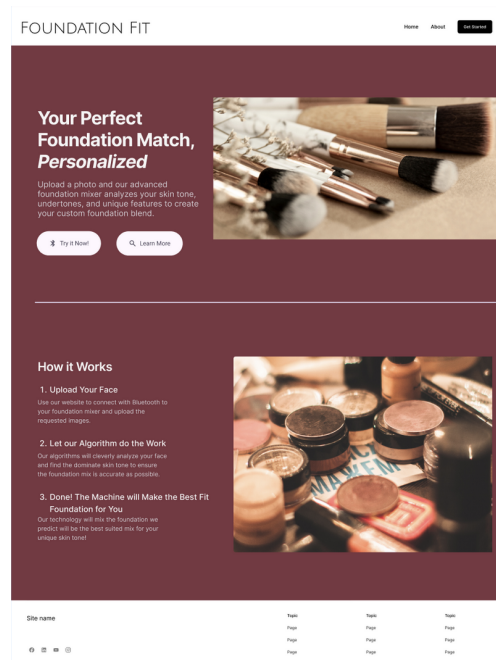 FOUNDATION FIT
Home About Get Started
Your Perfect
Foundation Match,
Personalized
Upload a photo and our advanced
foundation mixer analyzes your skin tone,
undertones, and unique features to create
your custom foundation blend.
Try it Now! Learn More
How it Works
1. Upload Your Face
Use our website to connect with Bluetooth to
your foundation mixer and upload the
requested images.
2. Let our Algorithm do the Work
Our algorithms will cleverly analyze your face
and find the dominate skin tone to ensure
the foundation mix is accurate as possible.
3. Done! The Machine will Make the Best Fit
Foundation for You
Our technology will mix the foundation we
predict will be the best suited mix for your
unique skin tone!
Site name
Topic Topic Topic
Page Page Page
Page Page Page
Page Page Page